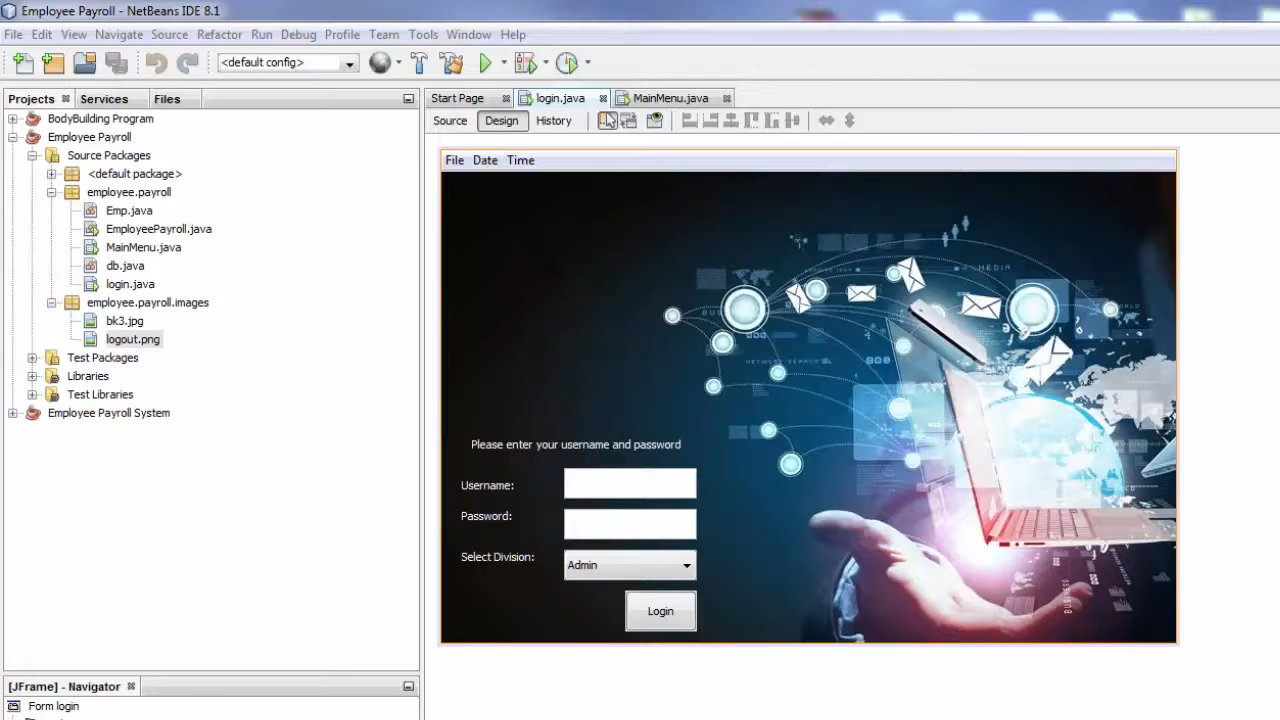 Employee Payroll - NetBeans IDE 8.1
File Edit View Navigate Source Refactor Run Debug Profile Team Tools Window Help
<default config>
Projects Services Files
Start Page login.java MainMenu.java
BodyBuilding Program
Source Design History
Employee Payroll
Source Packages
File Date Time
<default package>
employee.payroll
Emp.java
EmployeePayroll.java
MainMenu.java
db.java
login.java
employee.payroll.images
bk3.jpg
logout.png
Test Packages
Libraries
Test Libraries
Employee Payroll System
MEDIA
NETWORK SEARCH
Please enter your username and password
Username:
Password:
Select Division:
Admin
Login
BUSINESS
[JFrame] - Navigator
Form login